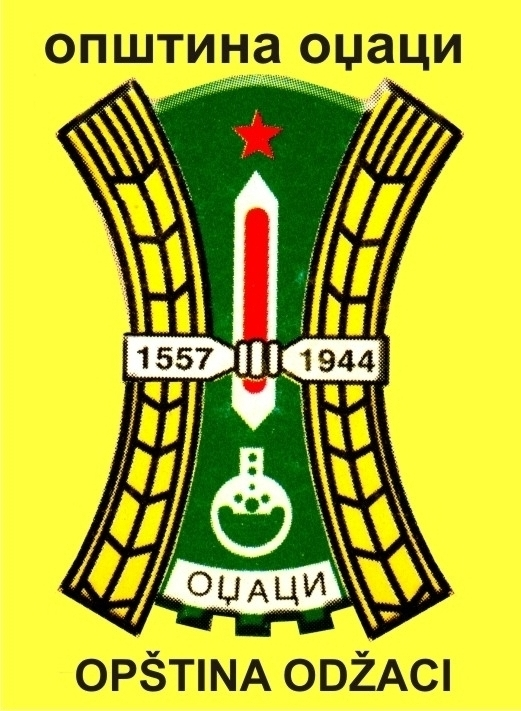 општина оџаци
1557 1944
ОЏАЦИ
OPŠTINA ODŽACI